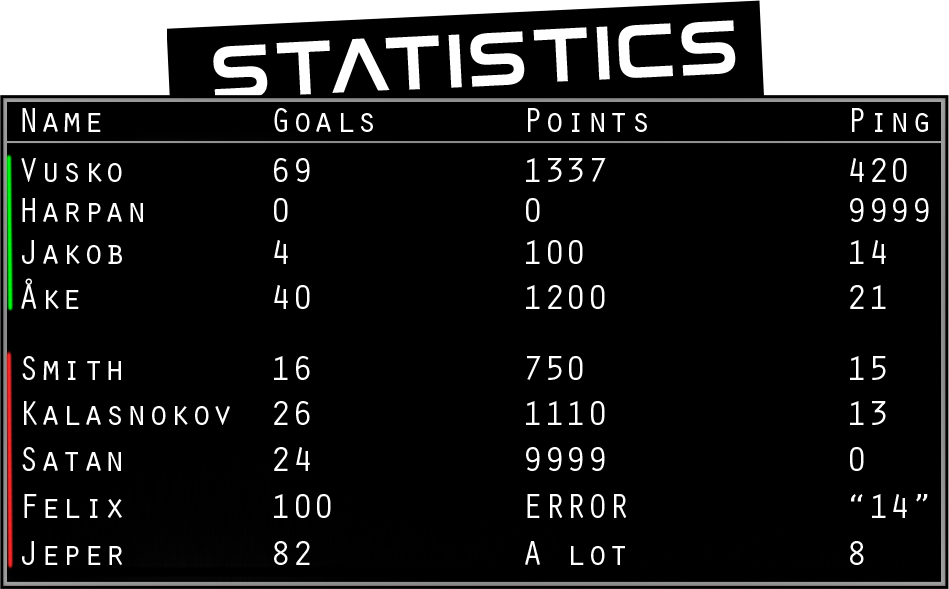 STATISTICS
NAME GOALS POINTS PING
VUSKO 69 1337 420
HARPAN 0 0 9999
JAKOB 4 100 14
ÅKE 40 1200 21
SMITH 16 750 15
KALASNOKOV 26 1110 13
SATAN 24 9999 0
FELIX 100 ERROR “14”
JEPER 82 A LOT 8